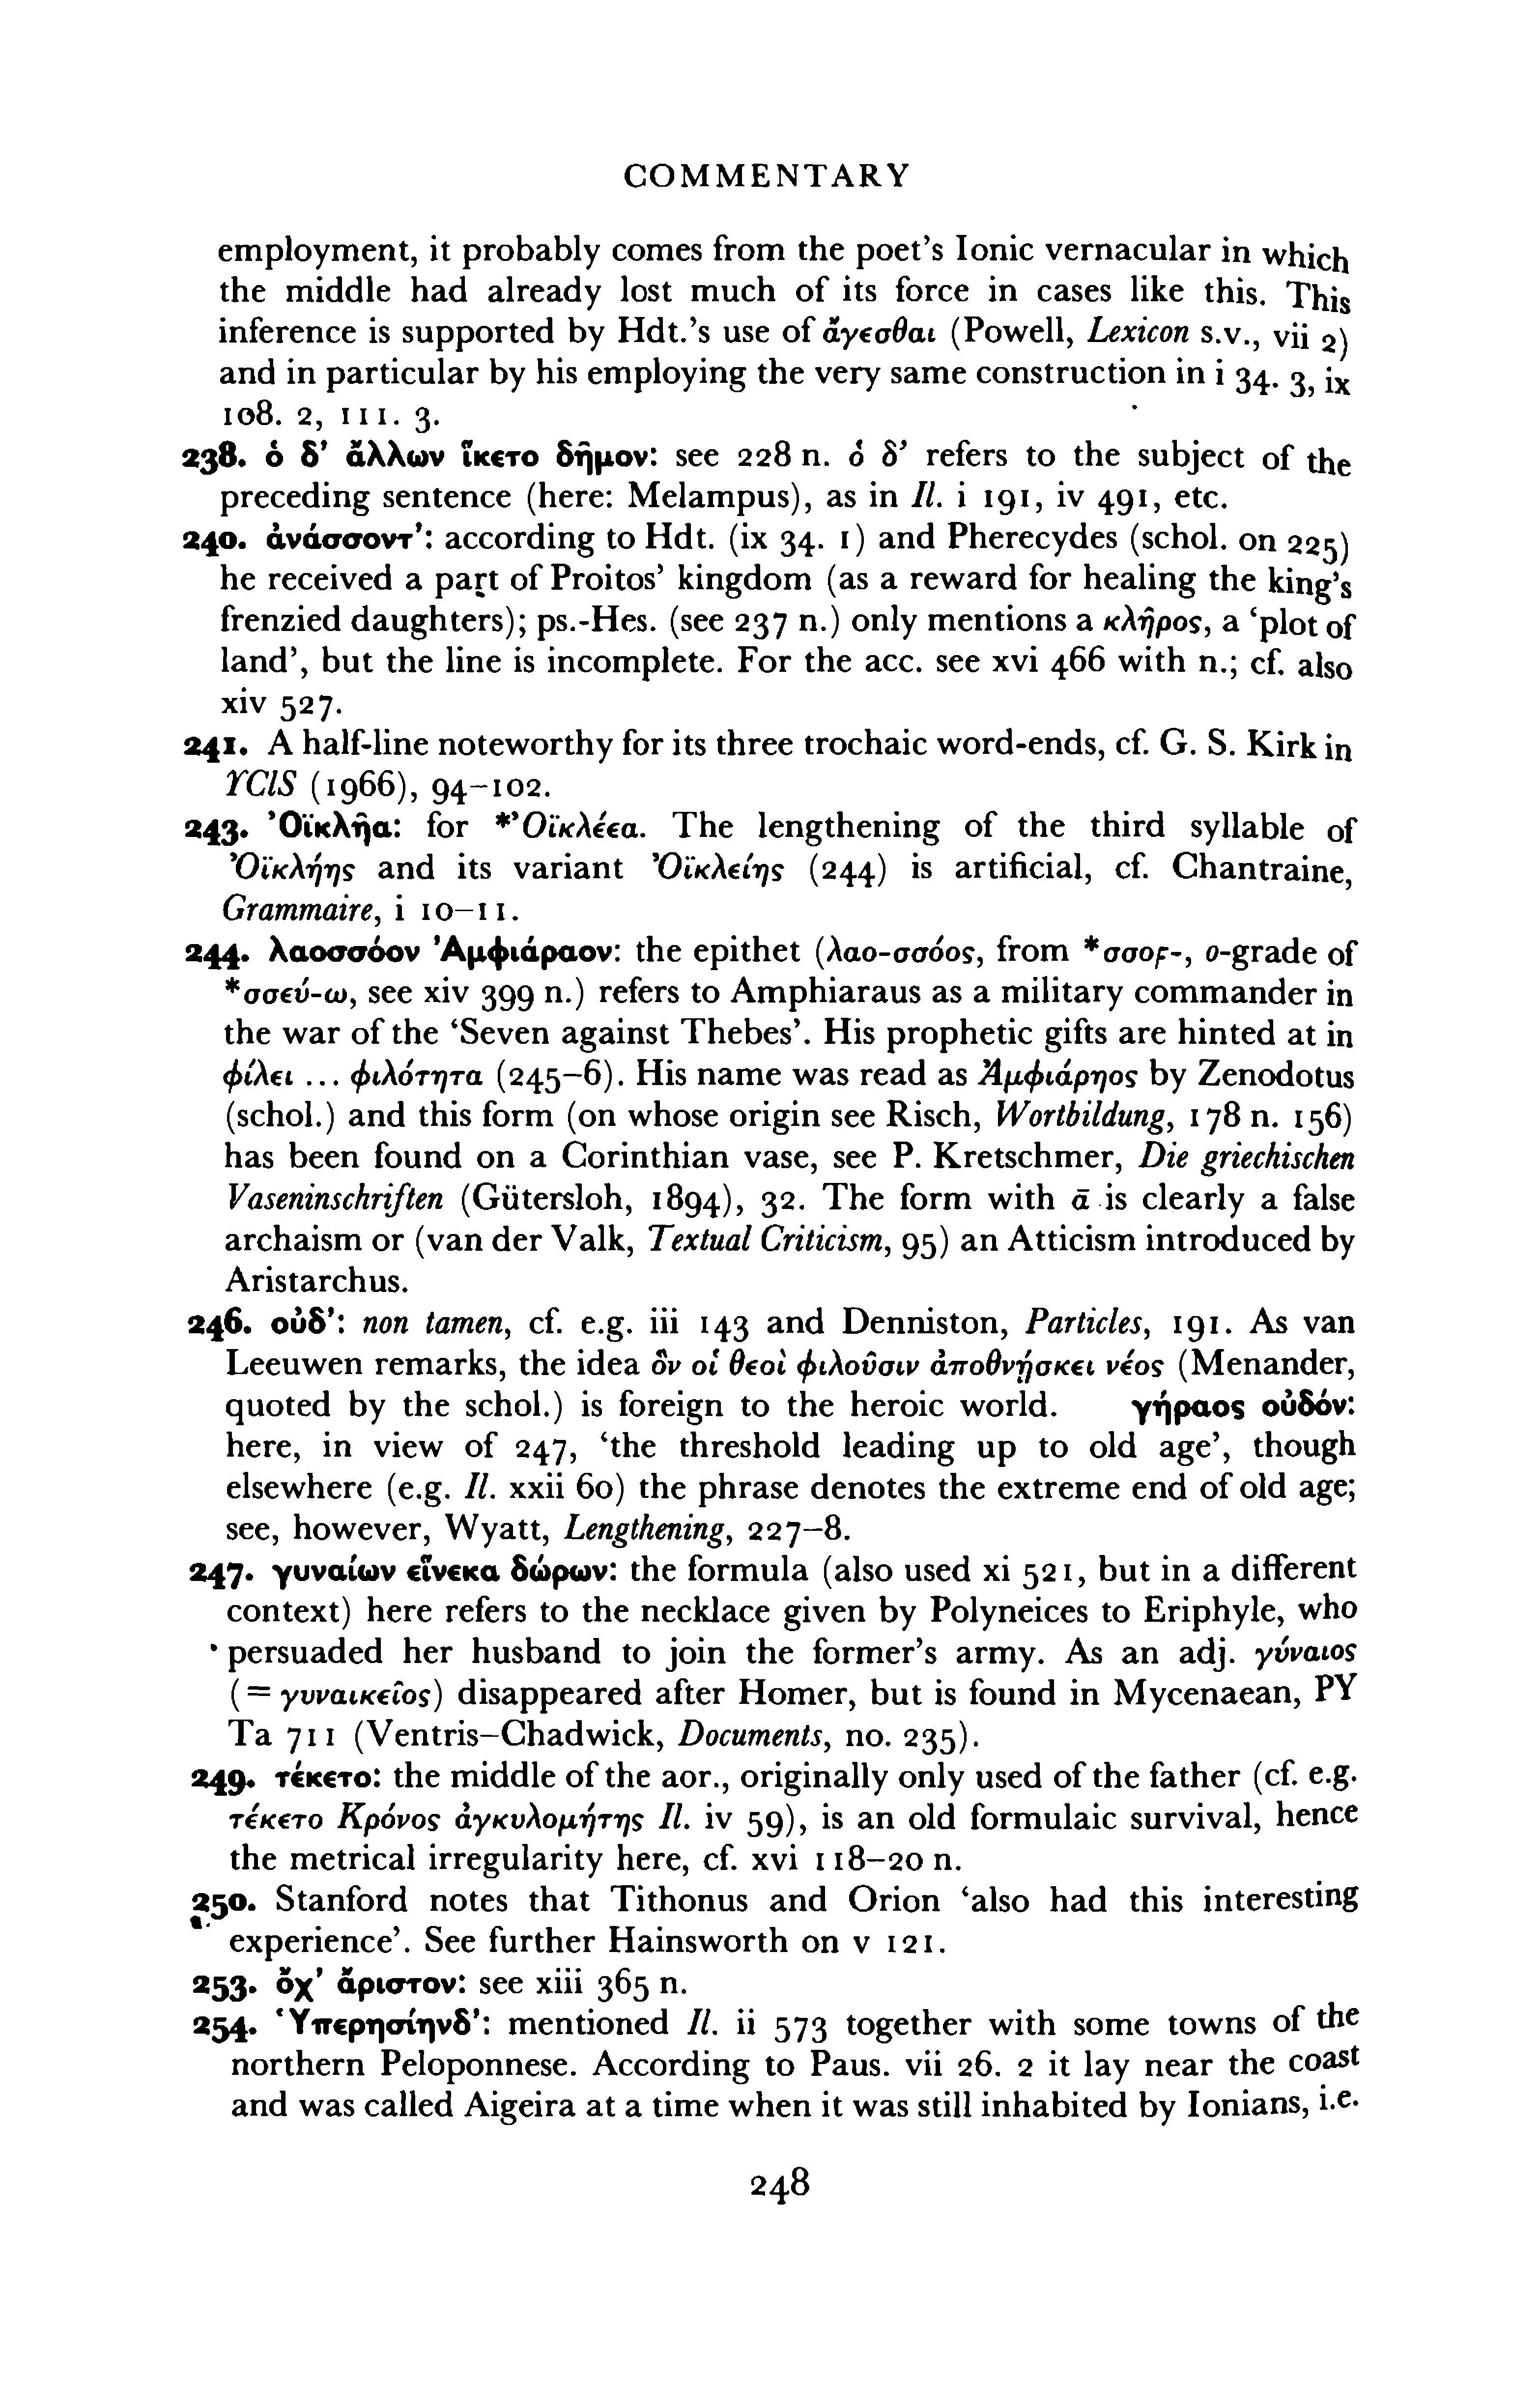 COMMENTARY
employment, it probably comes from the poet’s Ionic vernacular in which
the middle had already lost much of its force in cases like this. This
inference is supported by Hdt.’s use of ἄγεσθαι (Powell, Lexicon s.v., vii 2)
and in particular by his employing the very same construction in i 34. 3, ix
108. 2, 111. 3.
238. ὁ δ’ ἄλλων ἵκετο δῆμον: see 228 n. ὁ δ’ refers to the subject of the
preceding sentence (here: Melampus), as in Il. i 191, iv 491, etc.
240. ἀνάσσοντ’: according to Hdt. (ix 34. 1) and Pherecydes (schol. on 225)
he received a part of Proitos’ kingdom (as a reward for healing the king’s
frenzied daughters); ps.-Hes. (see 237 n.) only mentions a κλῆρος, a ‘plot of
land’, but the line is incomplete. For the acc. see xvi 466 with n.; cf. also
xiv 527.
241. A half-line noteworthy for its three trochaic word-ends, cf. G. S. Kirk in
YClS (1966), 94–102.
243. Ὀϊκλῆα: for *Ὀϊκλέεα. The lengthening of the third syllable of
Ὀϊκλήης and its variant Ὀϊκλείης (244) is artificial, cf. Chantraine,
Grammaire, i 10–11.
244. λαοσσόον Ἀμφιάραον: the epithet (λαο-σσόος, from *σσοϝ-, o-grade of
*σσεύ-ω, see xiv 399 n.) refers to Amphiaraus as a military commander in
the war of the ‘Seven against Thebes’. His prophetic gifts are hinted at in
φίλει ... φιλότητα (245–6). His name was read as Ἀμφιάρηος by Zenodotus
(schol.) and this form (on whose origin see Risch, Wortbildung, 178 n. 156)
has been found on a Corinthian vase, see P. Kretschmer, Die griechischen
Vaseninschriften (Gütersloh, 1894), 32. The form with ᾱ is clearly a false
archaism or (van der Valk, Textual Criticism, 95) an Atticism introduced by
Aristarchus.
246. οὐδ’: non tamen, cf. e.g. iii 143 and Denniston, Particles, 191. As van
Leeuwen remarks, the idea ὃν οἱ θεοὶ φιλοῦσιν ἀποθνῄσκει νέος (Menander,
quoted by the schol.) is foreign to the heroic world. γήραος οὐδόν:
here, in view of 247, ‘the threshold leading up to old age’, though
elsewhere (e.g. Il. xxii 60) the phrase denotes the extreme end of old age;
see, however, Wyatt, Lengthening, 227–8.
247. γυναίων εἵνεκα δώρων: the formula (also used xi 521, but in a different
context) here refers to the necklace given by Polyneices to Eriphyle, who
persuaded her husband to join the former’s army. As an adj. γύναιος
(= γυναικεῖος) disappeared after Homer, but is found in Mycenaean, PY
Ta 711 (Ventris–Chadwick, Documents, no. 235).
249. τέκετο: the middle of the aor., originally only used of the father (cf. e.g.
τέκετο Κρόνος ἀγκυλομήτης Il. iv 59), is an old formulaic survival, hence
the metrical irregularity here, cf. xvi 118–20 n.
250. Stanford notes that Tithonus and Orion ‘also had this interesting
experience’. See further Hainsworth on v 121.
253. ὄχ’ ἄριστον: see xiii 365 n.
254. Ὑπερησίηνδ’: mentioned Il. ii 573 together with some towns of the
northern Peloponnese. According to Paus. vii 26. 2 it lay near the coast
and was called Aigeira at a time when it was still inhabited by Ionians, i.e.
248